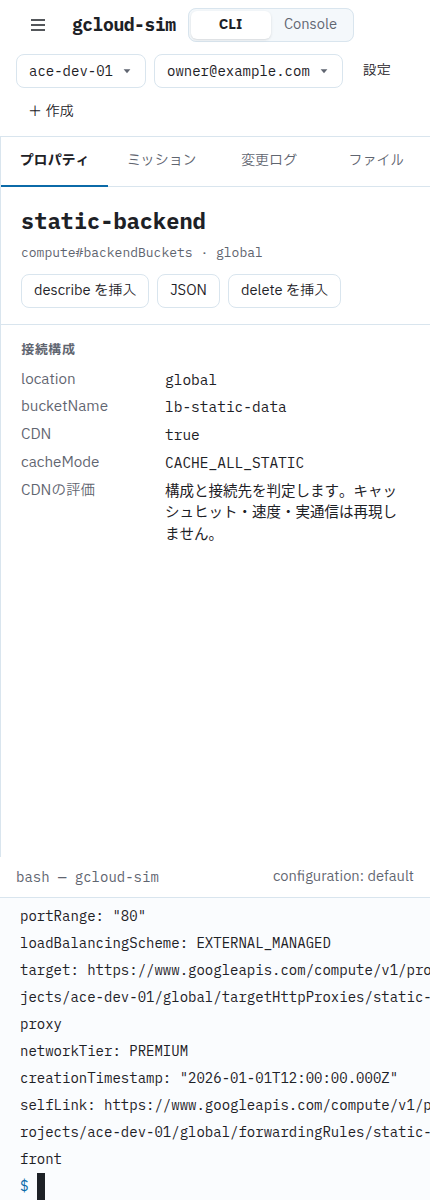 gcloud-sim CLI Console
ace-dev-01 owner@example.com 設定
＋ 作成
プロパティ ミッション 変更ログ ファイル
static-backend
compute#backendBuckets · global
describe を挿入 JSON delete を挿入
接続構成
location global
bucketName lb-static-data
CDN true
cacheMode CACHE_ALL_STATIC
CDNの評価 構成と接続先を判定します。キャッ
シュヒット・速度・実通信は再現し
ません。
bash — gcloud-sim configuration: default
portRange: "80"
loadBalancingScheme: EXTERNAL_MANAGED
target: https://www.googleapis.com/compute/v1/pro
jects/ace-dev-01/global/targetHttpProxies/static-
proxy
networkTier: PREMIUM
creationTimestamp: "2026-01-01T12:00:00.000Z"
selfLink: https://www.googleapis.com/compute/v1/p
rojects/ace-dev-01/global/forwardingRules/static-
front
$